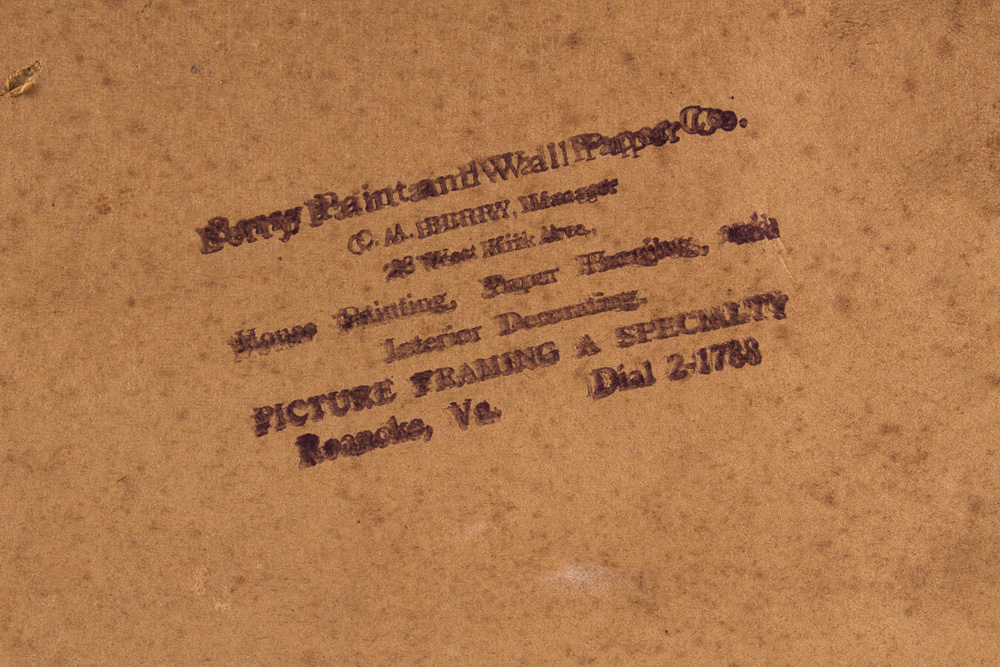 Berry Paint and Wall Paper Co.
C. M. BERRY, Manager
26 West Kirk Ave.,
House Painting, Paper Hanging, and
Interior Decorating.
PICTURE FRAMING A SPECIALTY
Roanoke, Va. Dial 2-1788